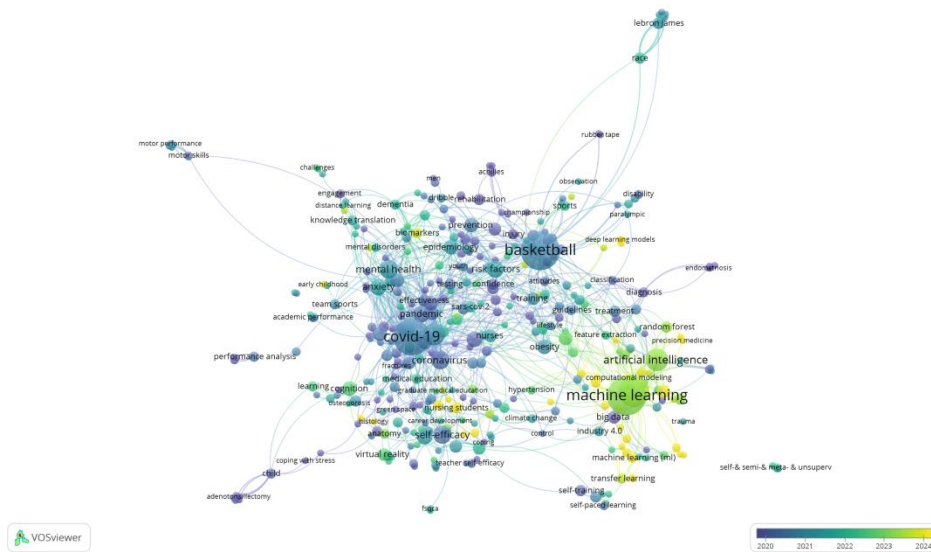 lebron james
race
rubber tape
motor performance
motor skills
challenges
men
achilles
observation
engagement
rehabilitation
disability
distance learning
dementia
dribble
sports
championship
paralympic
knowledge translation
prevention
injury
biomarkers
mental disorders
epidemiology
basketball
deep learning models
mental health
youth
risk factors
attitudes
endometriosis
anxiety
testing
confidence
classification
early childhood
diagnosis
team sports
effectiveness
training
sars-cov-2
guidelines
treatment
academic performance
pandemic
lifestyle
random forest
covid-19
nurses
feature extraction
precision medicine
obesity
performance analysis
coronavirus
artificial intelligence
fractures
medical education
computational modeling
learning
cognition
graduate medical education
hypertension
machine learning
osteoporosis
green space
nursing students
big data
histology
career development
climate change
trauma
anatomy
self-efficacy
coping
control
industry 4.0
virtual reality
machine learning (ml)
coping with stress
teacher self-efficacy
self-& semi-& meta-& unsuperv
child
transfer learning
self-training
adenotonsillectomy
self-paced learning
VOSviewer
2020 2021 2022 2023 2024